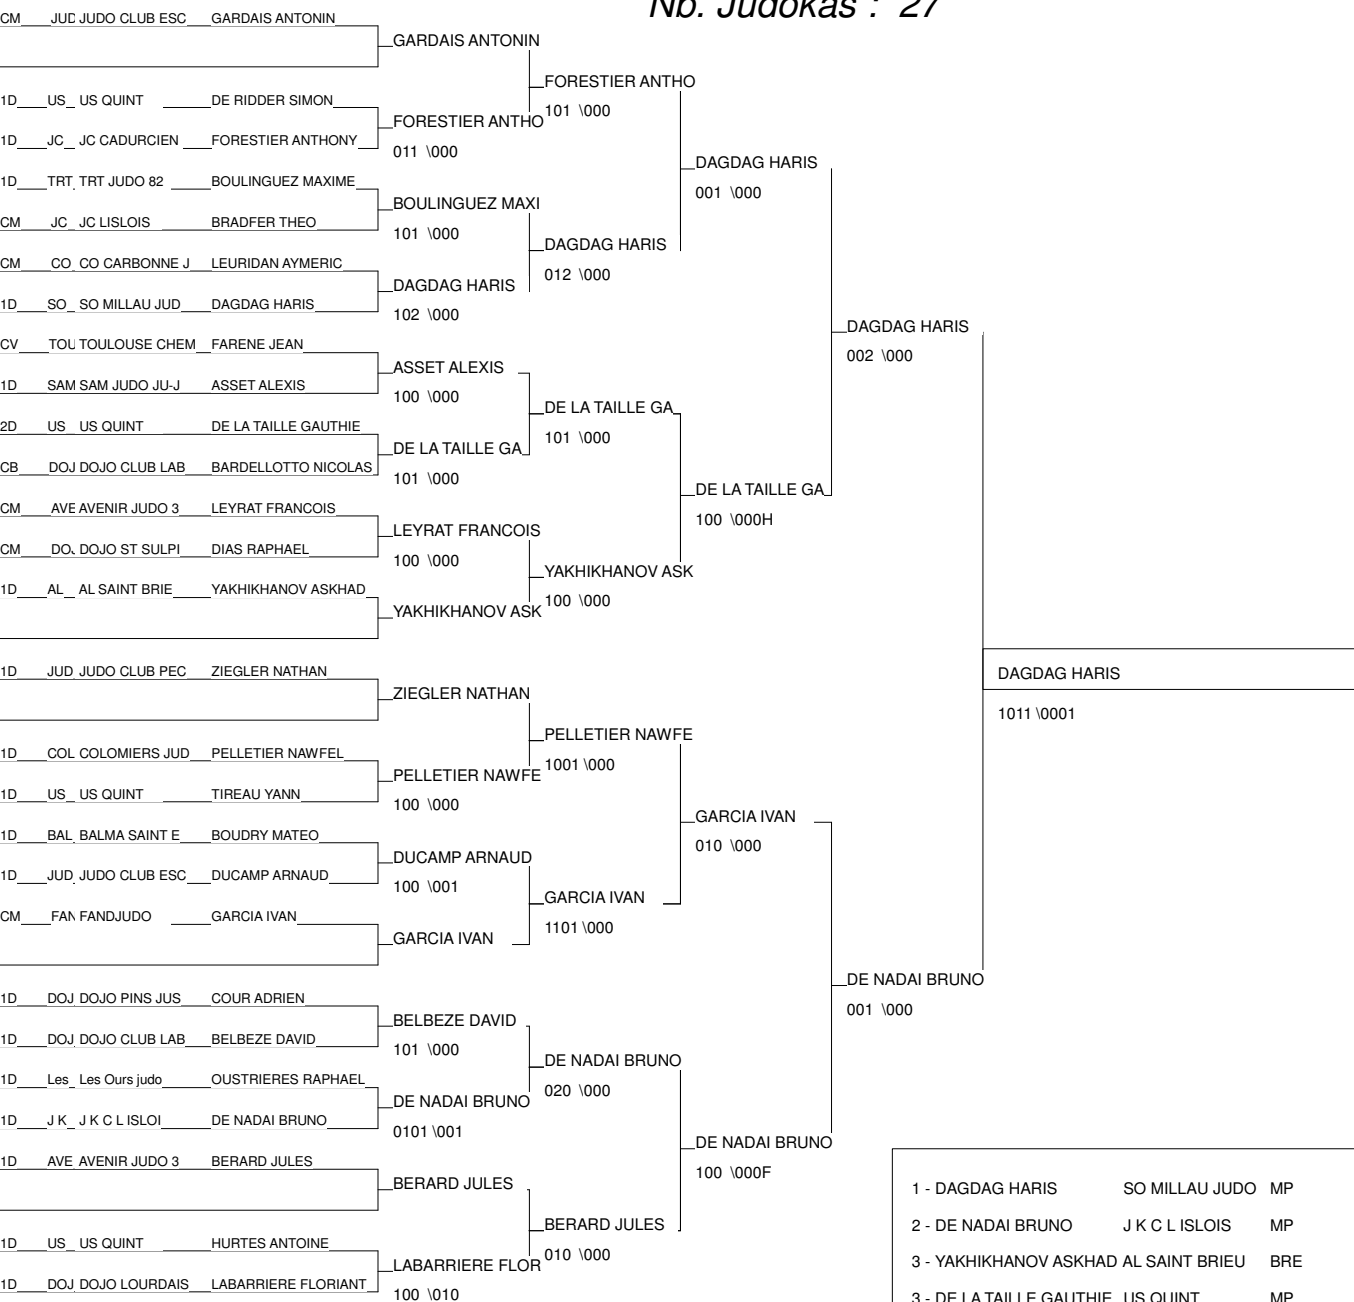 Nb. Judokas : 27
CM JUD JUDO CLUB ESC GARDAIS ANTONIN
GARDAIS ANTONIN
FORESTIER ANTHO
101 \000
1D US US QUINT DE RIDDER SIMON
FORESTIER ANTHO
011 \000
1D JC JC CADURCIEN FORESTIER ANTHONY
DAGDAG HARIS
001 \000
1D TRT TRT JUDO 82 BOULINGUEZ MAXIME
BOULINGUEZ MAXI
101 \000
CM JC JC LISLOIS BRADFER THEO
DAGDAG HARIS
012 \000
CM CO CO CARBONNE J LEURIDAN AYMERIC
DAGDAG HARIS
102 \000
1D SO SO MILLAU JUD DAGDAG HARIS
DAGDAG HARIS
002 \000
CV TOU TOULOUSE CHEM FARENE JEAN
ASSET ALEXIS
100 \000
1D SAM SAM JUDO JU-J ASSET ALEXIS
DE LA TAILLE GA
101 \000
2D US US QUINT DE LA TAILLE GAUTHIE
DE LA TAILLE GA
101 \000
CB DOJ DOJO CLUB LAB BARDELLOTTO NICOLAS
DE LA TAILLE GA
100 \000H
CM AVE AVENIR JUDO 3 LEYRAT FRANCOIS
LEYRAT FRANCOIS
100 \000
CM DOJ DOJO ST SULPI DIAS RAPHAEL
YAKHIKHANOV ASK
100 \000
1D AL AL SAINT BRIE YAKHIKHANOV ASKHAD
YAKHIKHANOV ASK
DAGDAG HARIS
1011 \0001
1D JUD JUDO CLUB PEC ZIEGLER NATHAN
ZIEGLER NATHAN
PELLETIER NAWFE
1001 \000
1D COL COLOMIERS JUD PELLETIER NAWFEL
PELLETIER NAWFE
100 \000
1D US US QUINT TIREAU YANN
GARCIA IVAN
010 \000
1D BAL BALMA SAINT E BOUDRY MATEO
DUCAMP ARNAUD
100 \001
1D JUD JUDO CLUB ESC DUCAMP ARNAUD
GARCIA IVAN
1101 \000
CM FAN FANDJUDO GARCIA IVAN
GARCIA IVAN
DE NADAI BRUNO
001 \000
1D DOJ DOJO PINS JUS COUR ADRIEN
BELBEZE DAVID
101 \000
1D DOJ DOJO CLUB LAB BELBEZE DAVID
DE NADAI BRUNO
020 \000
1D Les Les Ours judo OUSTRIERES RAPHAEL
DE NADAI BRUNO
0101 \001
1D J K J K C L ISLOI DE NADAI BRUNO
DE NADAI BRUNO
100 \000F
1D AVE AVENIR JUDO 3 BERARD JULES
BERARD JULES
BERARD JULES
010 \000
1D US US QUINT HURTES ANTOINE
LABARRIERE FLOR
100 \010
1D DOJ DOJO LOURDAIS LABARRIERE FLORIANT
1 - DAGDAG HARIS SO MILLAU JUDO MP
2 - DE NADAI BRUNO J K C L ISLOIS MP
3 - YAKHIKHANOV ASKHAD AL SAINT BRIEU BRE
3 - DE LA TAILLE GAUTHIE US QUINT MP